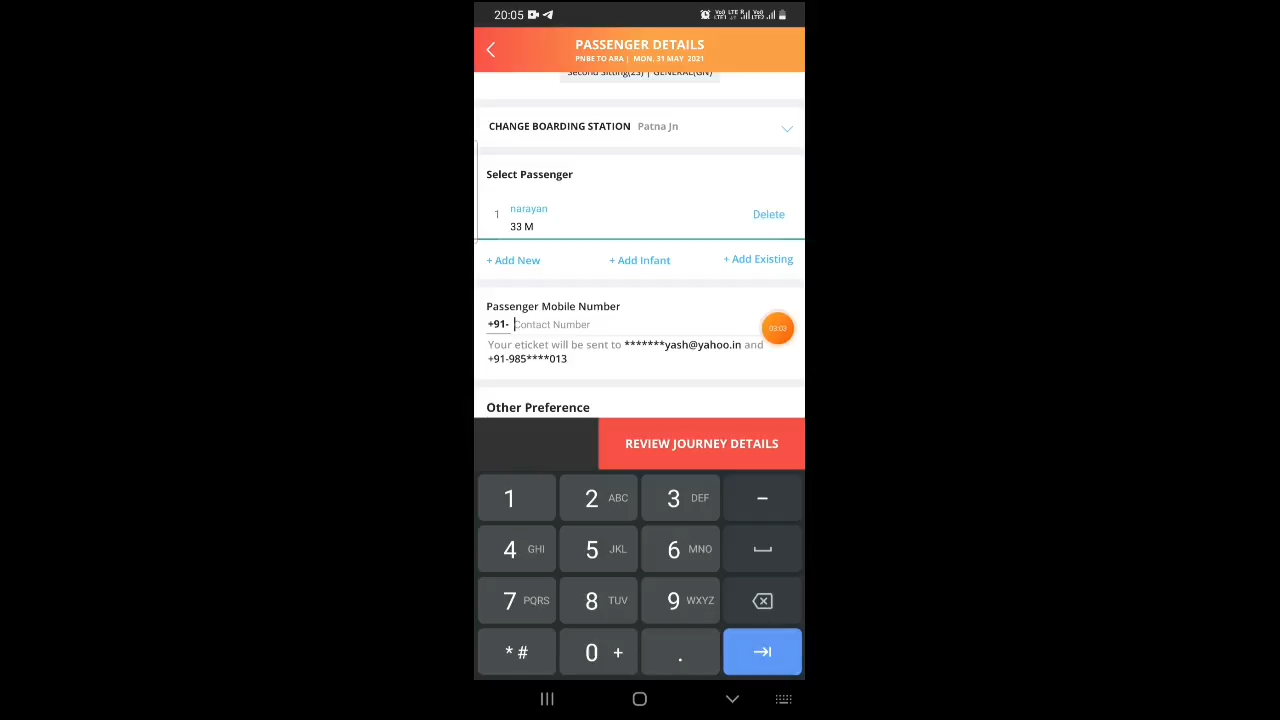 20:05
PASSENGER DETAILS
PNBE TO ARA | MON, 31 MAY 2021
Second Sitting(2S) | GENERAL(GN)
CHANGE BOARDING STATION Patna Jn
Select Passenger
1 narayan Delete
33 M
+ Add New + Add Infant + Add Existing
Passenger Mobile Number
+91- Contact Number
03:03
Your eticket will be sent to *******yash@yahoo.in and
+91-985****013
Other Preference
REVIEW JOURNEY DETAILS
1 2 ABC 3 DEF –
4 GHI 5 JKL 6 MNO
7 PQRS 8 TUV 9 WXYZ
* # 0 + .